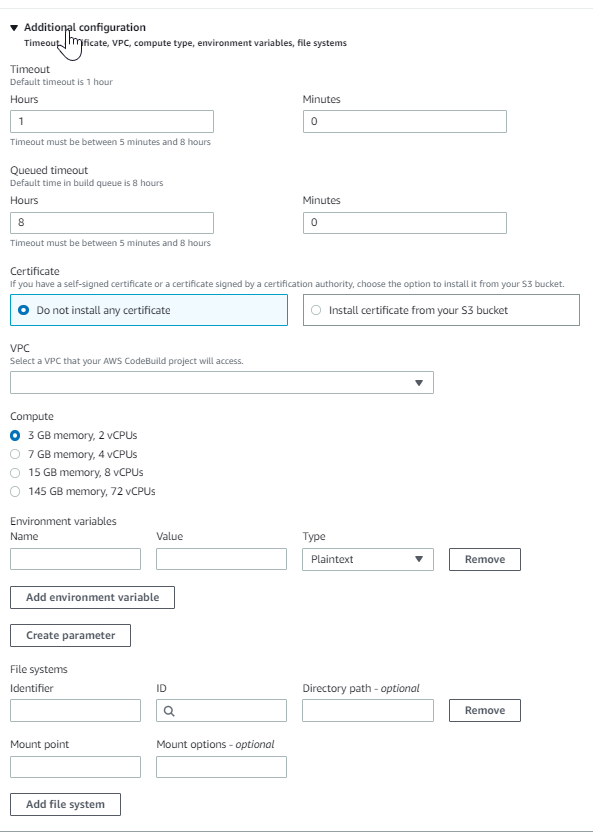 Additional configuration
Timeout, certificate, VPC, compute type, environment variables, file systems
Timeout
Default timeout is 1 hour
Hours Minutes
1 0
Timeout must be between 5 minutes and 8 hours
Queued timeout
Default time in build queue is 8 hours
Hours Minutes
8 0
Timeout must be between 5 minutes and 8 hours
Certificate
If you have a self-signed certificate or a certificate signed by a certification authority, choose the option to install it from your S3 bucket.
Do not install any certificate Install certificate from your S3 bucket
VPC
Select a VPC that your AWS CodeBuild project will access.
Compute
3 GB memory, 2 vCPUs
7 GB memory, 4 vCPUs
15 GB memory, 8 vCPUs
145 GB memory, 72 vCPUs
Environment variables
Name Value Type
Plaintext Remove
Add environment variable
Create parameter
File systems
Identifier ID Directory path - optional
Remove
Mount point Mount options - optional
Add file system